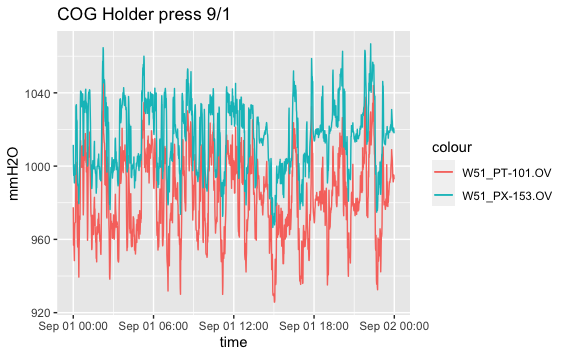 COG Holder press 9/1
mmH2O
1040
1000
960
920
Sep 01 00:00 Sep 01 06:00 Sep 01 12:00 Sep 01 18:00 Sep 02 00:00
time
colour
W51_PT-101.OV
W51_PX-153.OV